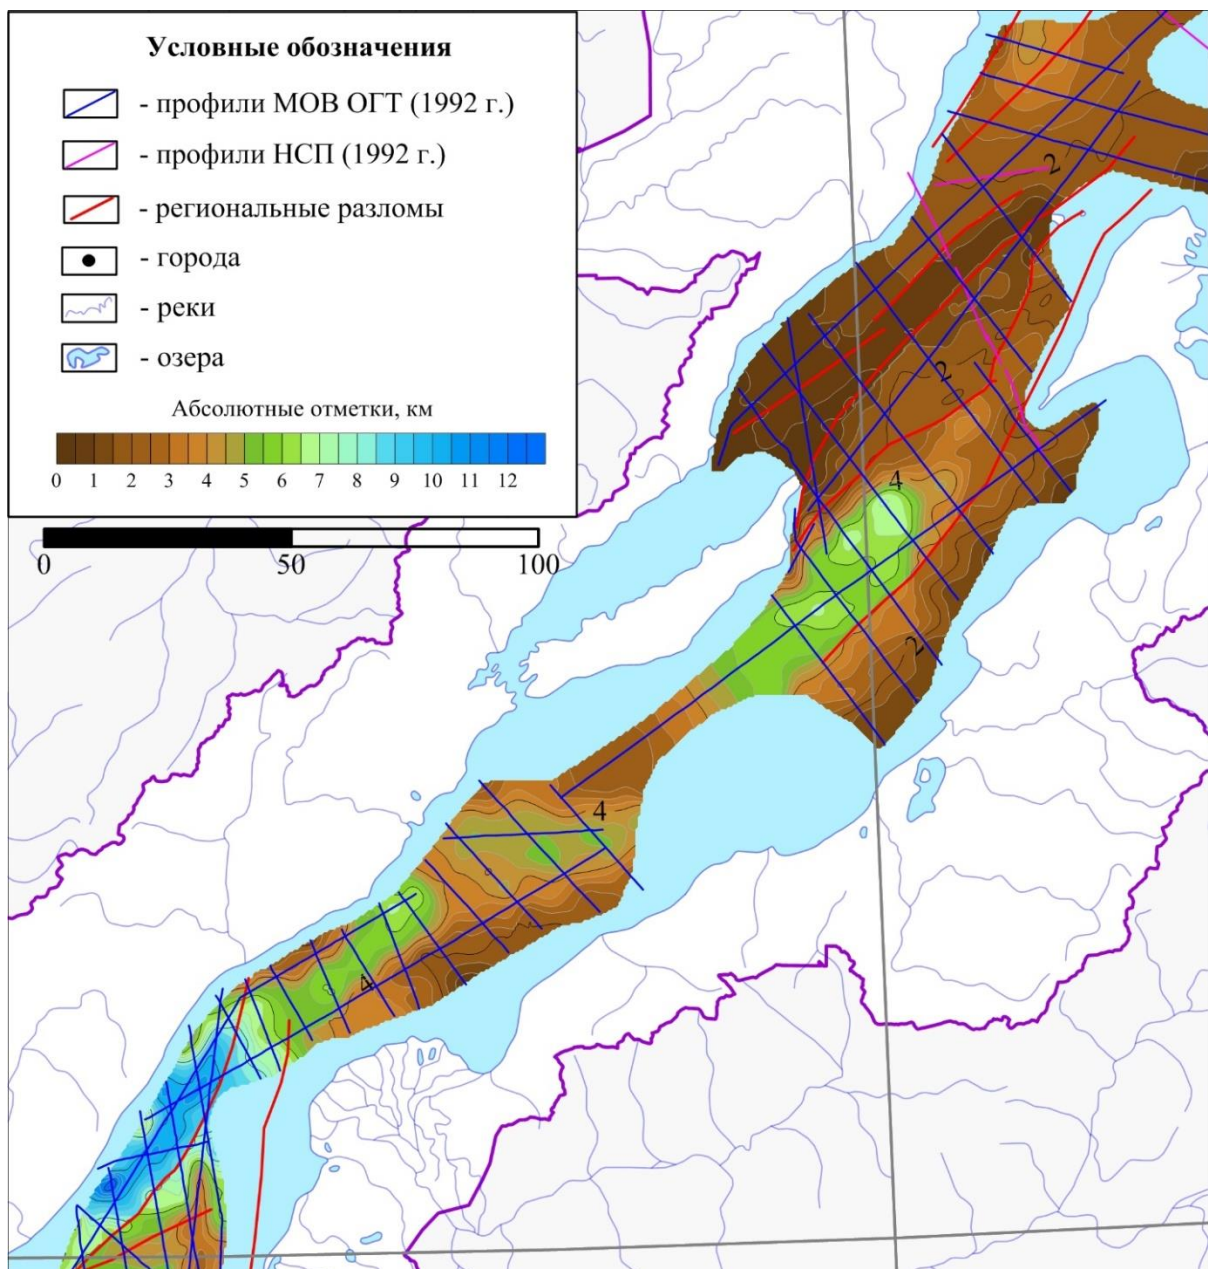 Условные обозначения
- профили МОВ ОГТ (1992 г.)
- профили НСП (1992 г.)
- региональные разломы
- города
- реки
- озера
Абсолютные отметки, км
0 1 2 3 4 5 6 7 8 9 10 11 12
0 50 100
2
2
4
2
4
4